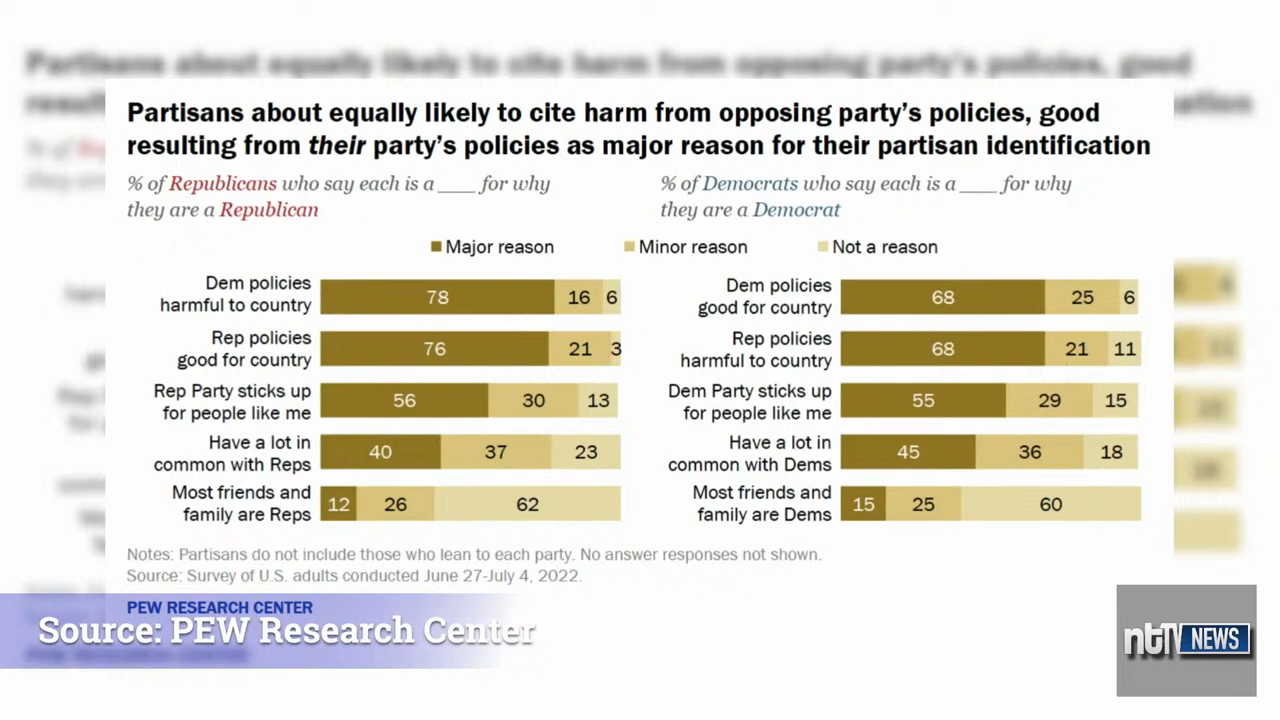 Partisans about equally likely to cite harm from opposing party's policies, good
resulting from their party's policies as major reason for their partisan identification
% of Republicans who say each is a ___ for why
they are a Republican
% of Democrats who say each is a ___ for why
they are a Democrat
Major reason
Minor reason
Not a reason
Dem policies
harmful to country
78 16 6
Rep policies
good for country
76 21 3
Rep Party sticks up
for people like me
56 30 13
Have a lot in
common with Reps
40 37 23
Most friends and
family are Reps
12 26 62
Dem policies
good for country
68 25 6
Rep policies
harmful to country
68 21 11
Dem Party sticks up
for people like me
55 29 15
Have a lot in
common with Dems
45 36 18
Most friends and
family are Dems
15 25 60
Notes: Partisans do not include those who lean to each party. No answer responses not shown.
Source: Survey of U.S. adults conducted June 27-July 4, 2022.
PEW RESEARCH CENTER
Source: PEW Research Center
ntTV NEWS